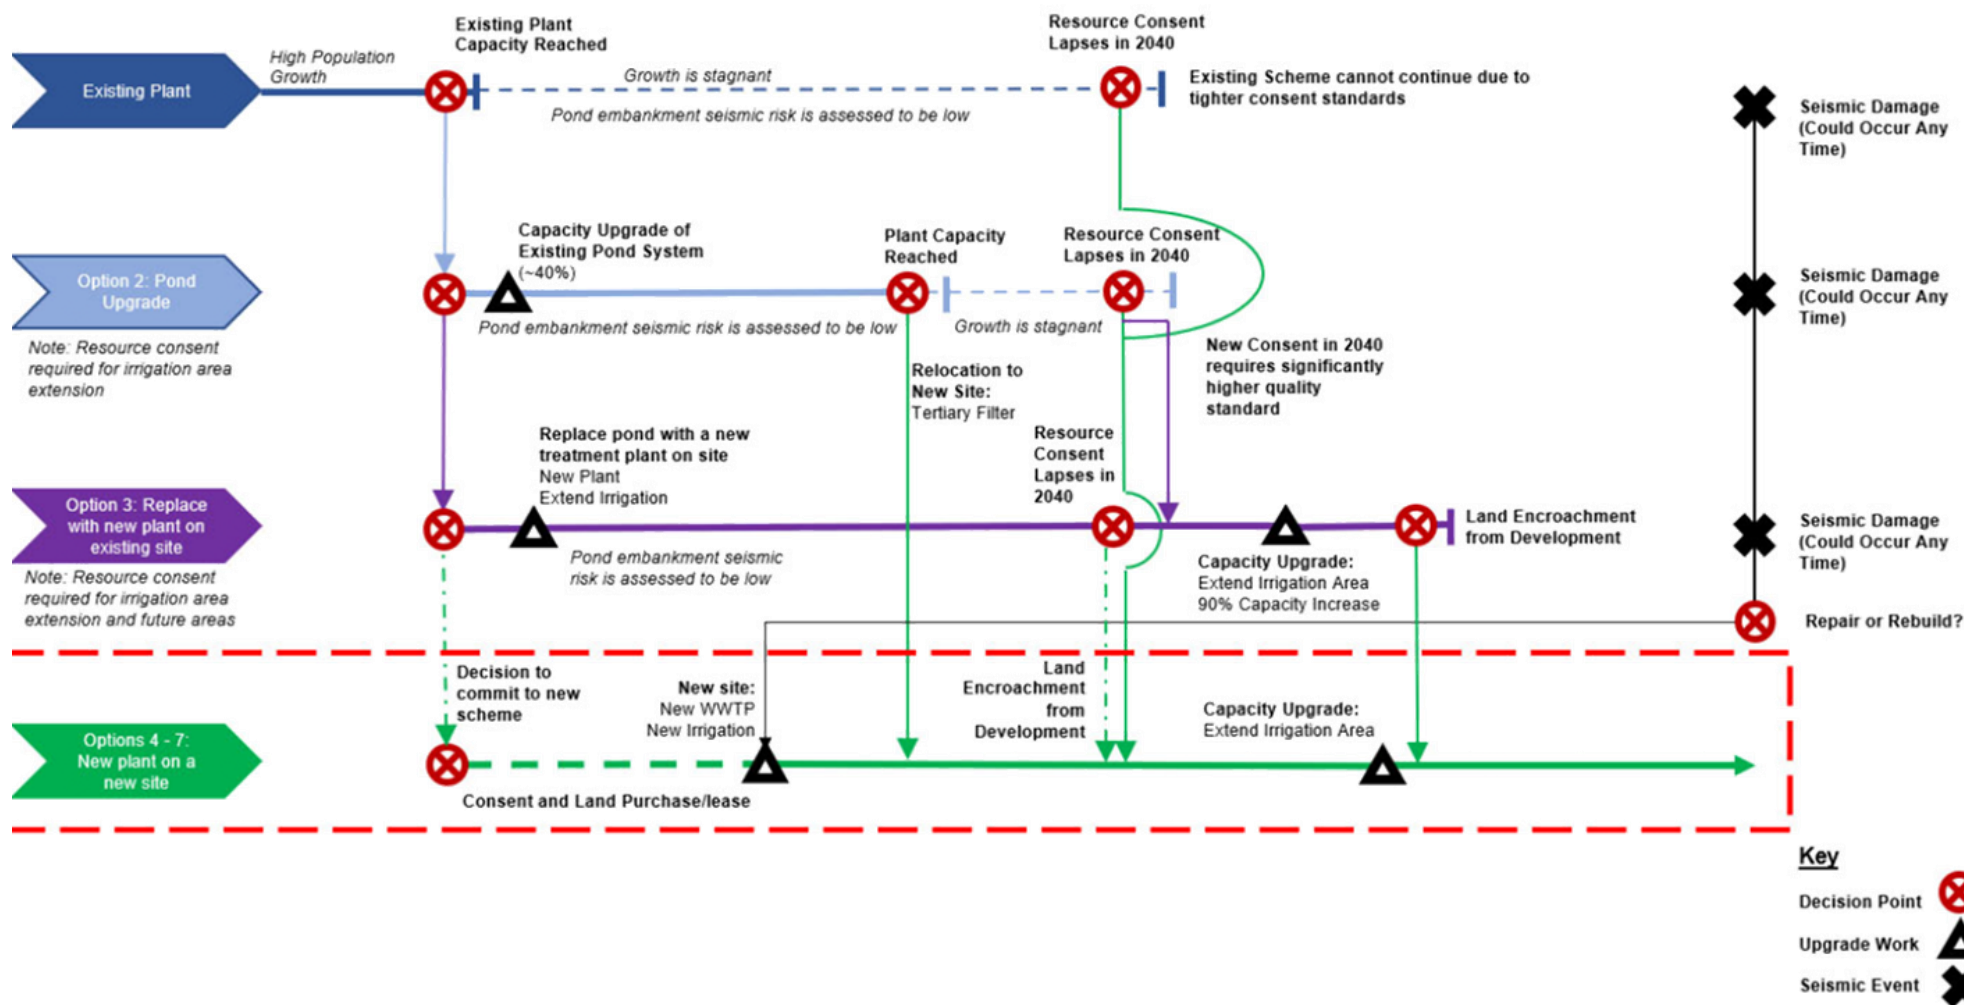 Existing Plant
High Population
Growth
Existing Plant
Capacity Reached
Growth is stagnant
Pond embankment seismic risk is assessed to be low
Resource Consent
Lapses in 2040
Existing Scheme cannot continue due to
tighter consent standards
Seismic Damage
(Could Occur Any
Time)
Option 2: Pond
Upgrade
Note: Resource consent
required for irrigation area
extension
Capacity Upgrade of
Existing Pond System
(~40%)
Pond embankment seismic risk is assessed to be low
Plant Capacity
Reached
Growth is stagnant
Resource Consent
Lapses in 2040
Seismic Damage
(Could Occur Any
Time)
Relocation to
New Site:
Tertiary Filter
New Consent in 2040
requires significantly
higher quality
standard
Option 3: Replace
with new plant on
existing site
Note: Resource consent
required for irrigation area
extension and future areas
Replace pond with a new
treatment plant on site
New Plant
Extend Irrigation
Pond embankment seismic
risk is assessed to be low
Resource
Consent
Lapses in
2040
Capacity Upgrade:
Extend Irrigation Area
90% Capacity Increase
Land Encroachment
from Development
Seismic Damage
(Could Occur Any
Time)
Repair or Rebuild?
Options 4 - 7:
New plant on a
new site
Decision to
commit to new
scheme
Consent and Land Purchase/lease
New site:
New WWTP
New Irrigation
Land
Encroachment
from
Development
Capacity Upgrade:
Extend Irrigation Area
Key
Decision Point
Upgrade Work
Seismic Event